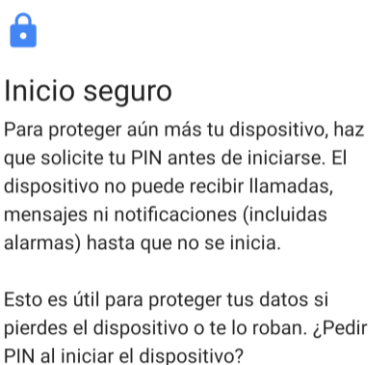 Inicio seguro
Para proteger aún más tu dispositivo, haz
que solicite tu PIN antes de iniciarse. El
dispositivo no puede recibir llamadas,
mensajes ni notificaciones (incluidas
alarmas) hasta que no se inicia.
Esto es útil para proteger tus datos si
pierdes el dispositivo o te lo roban. ¿Pedir
PIN al iniciar el dispositivo?